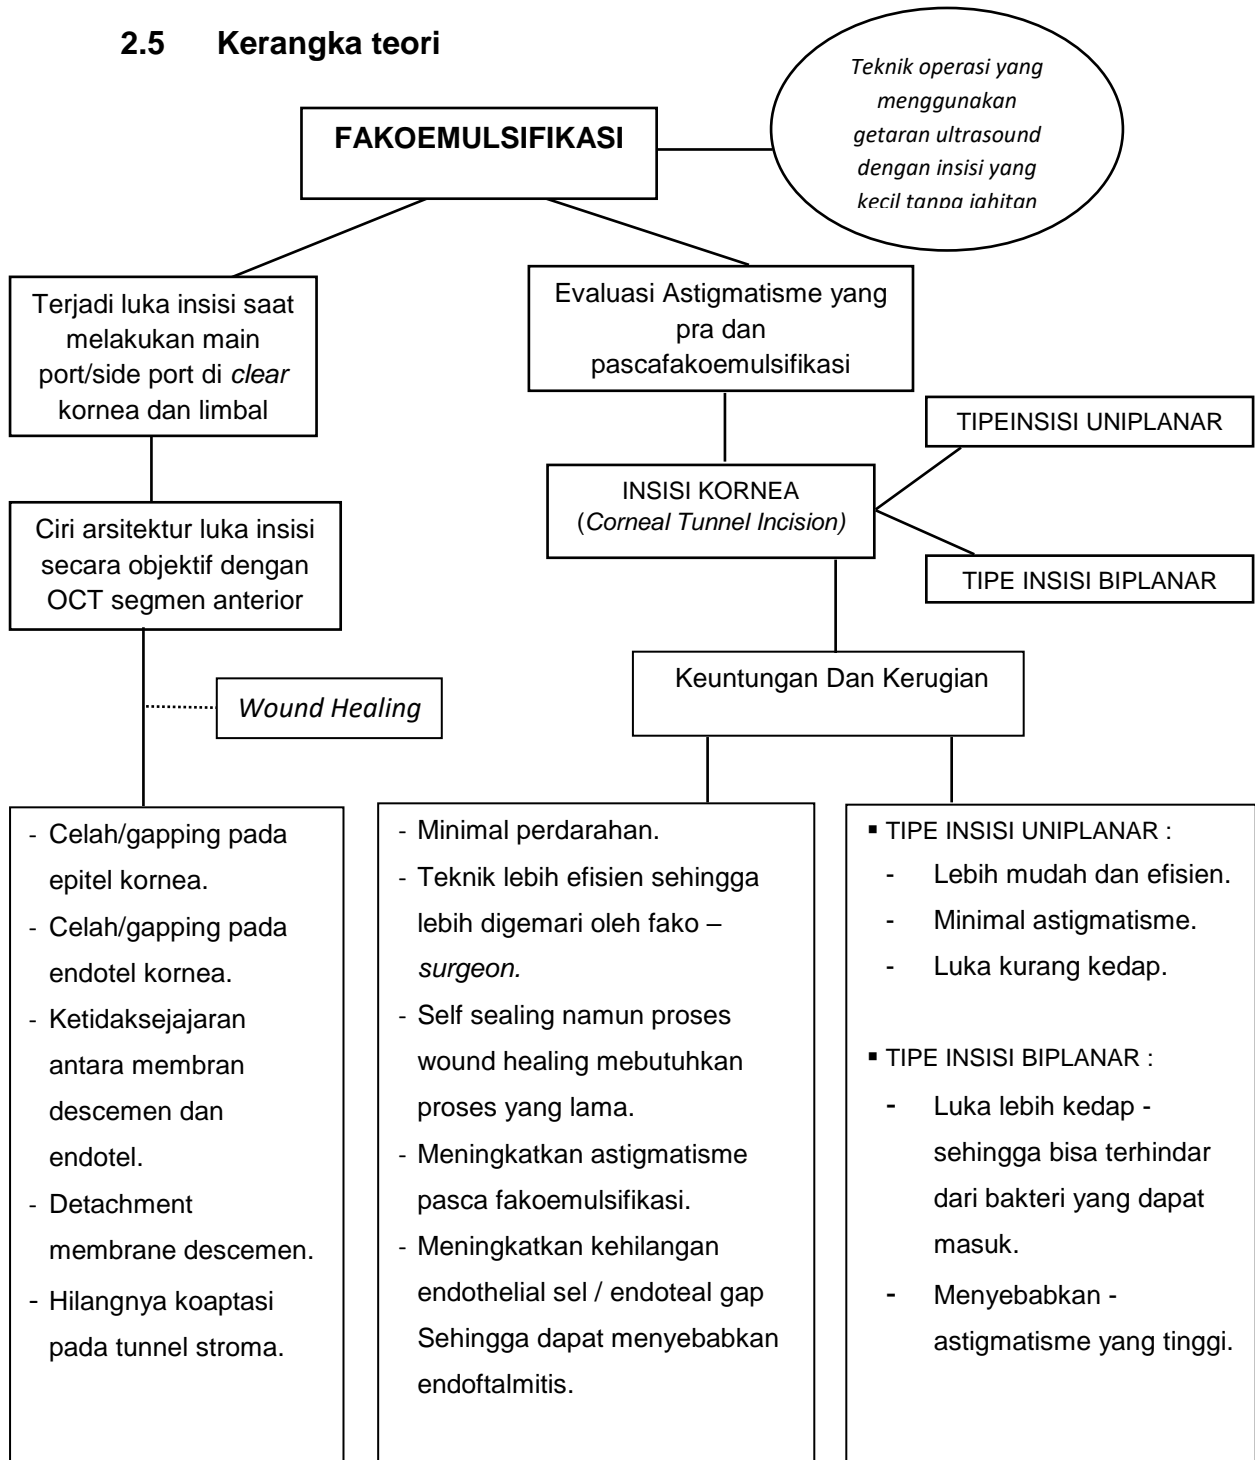 2.5 Kerangka teori
Teknik operasi yang
menggunakan
getaran ultrasound
dengan insisi yang
kecil tanpa jahitan
FAKOEMULSIFIKASI
Terjadi luka insisi saat
melakukan main
port/side port di clear
kornea dan limbal
Evaluasi Astigmatisme yang
pra dan
pascafakoemulsifikasi
TIPEINSISI UNIPLANAR
INSISI KORNEA
(Corneal Tunnel Incision)
TIPE INSISI BIPLANAR
Ciri arsitektur luka insisi
secara objektif dengan
OCT segmen anterior
Keuntungan Dan Kerugian
Wound Healing
- Celah/gapping pada
epitel kornea.
- Celah/gapping pada
endotel kornea.
- Ketidaksejajaran
antara membran
descemen dan
endotel.
- Detachment
membrane descemen.
- Hilangnya koaptasi
pada tunnel stroma.
- Minimal perdarahan.
- Teknik lebih efisien sehingga
lebih digemari oleh fako –
surgeon.
- Self sealing namun proses
wound healing mebutuhkan
proses yang lama.
- Meningkatkan astigmatisme
pasca fakoemulsifikasi.
- Meningkatkan kehilangan
endothelial sel / endoteal gap
Sehingga dapat menyebabkan
endoftalmitis.
▪ TIPE INSISI UNIPLANAR :
- Lebih mudah dan efisien.
- Minimal astigmatisme.
- Luka kurang kedap.
▪ TIPE INSISI BIPLANAR :
- Luka lebih kedap -
sehingga bisa terhindar
dari bakteri yang dapat
masuk.
- Menyebabkan -
astigmatisme yang tinggi.